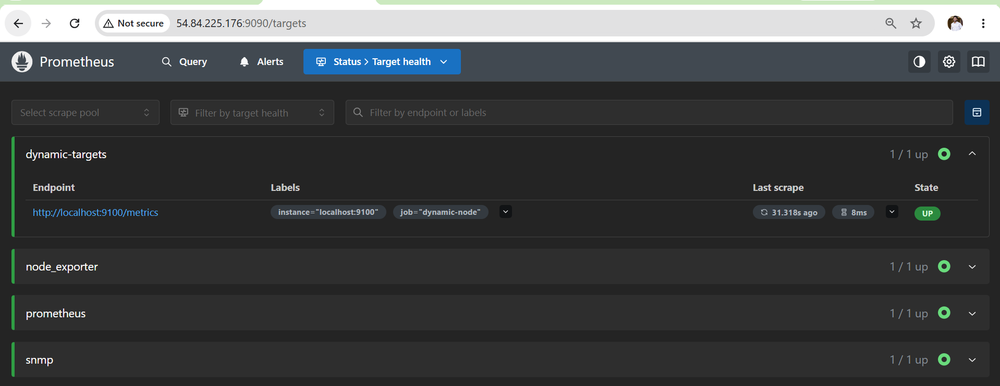 Not secure 54.84.225.176:9090/targets
Prometheus Query Alerts Status > Target health
Select scrape pool Filter by target health Filter by endpoint or labels
dynamic-targets 1 / 1 up
Endpoint Labels Last scrape State
http://localhost:9100/metrics instance="localhost:9100" job="dynamic-node" 31.318s ago 8ms UP
node_exporter 1 / 1 up
prometheus 1 / 1 up
snmp 1 / 1 up